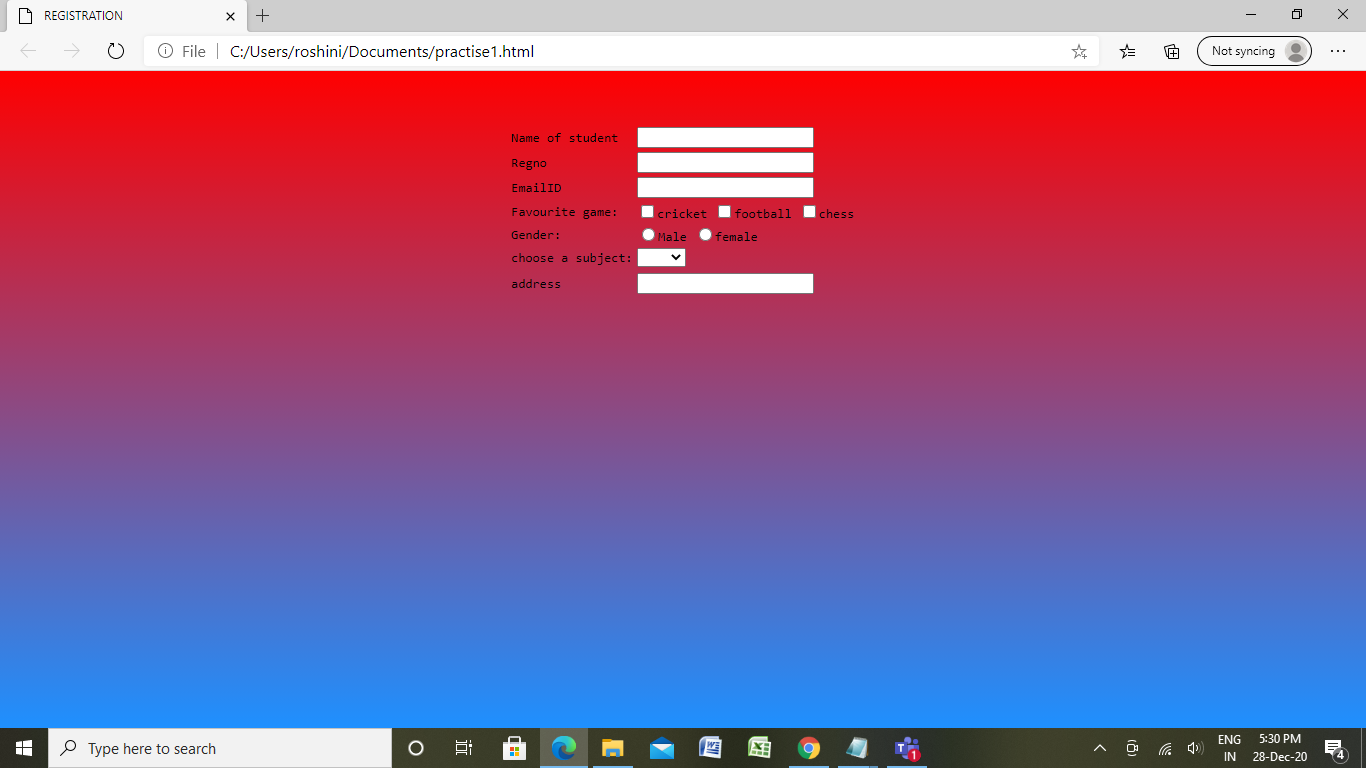 REGISTRATION
File | C:/Users/roshini/Documents/practise1.html
Not syncing
Name of student
Regno
EmailID
Favourite game: cricket football chess
Gender: Male female
choose a subject:
address
Type here to search
ENG 5:30 PM
IN 28-Dec-20
1
4